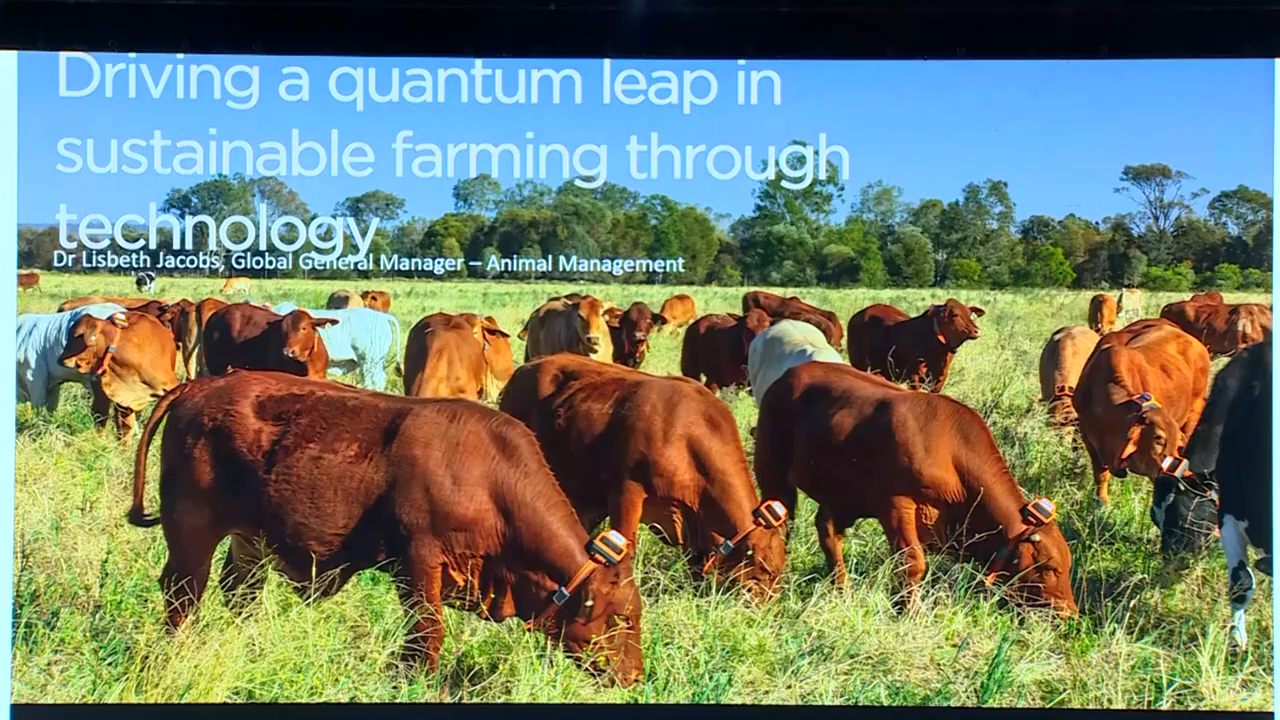 Driving a quantum leap in
sustainable farming through
technology
Dr Lisbeth Jacobs, Global General Manager – Animal Management